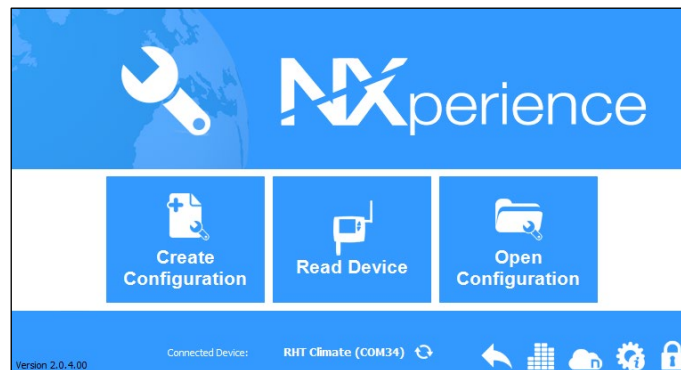 NXperience
Create
Configuration
Read Device
Open
Configuration
Version 2.0.4.00
Connected Device:
RHT Climate (COM34)
n
i